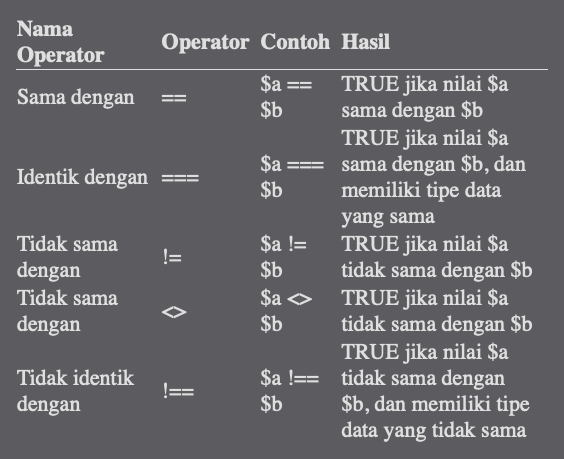 Nama
Operator Operator Contoh Hasil
Sama dengan == $a == TRUE jika nilai $a
$b sama dengan $b
TRUE jika nilai $a
Identik dengan === $a === sama dengan $b, dan
$b memiliki tipe data
yang sama
Tidak sama != $a != TRUE jika nilai $a
dengan $b tidak sama dengan $b
Tidak sama <> $a <> TRUE jika nilai $a
dengan $b tidak sama dengan $b
TRUE jika nilai $a
Tidak identik !== $a !== tidak sama dengan
dengan $b $b, dan memiliki tipe
data yang tidak sama